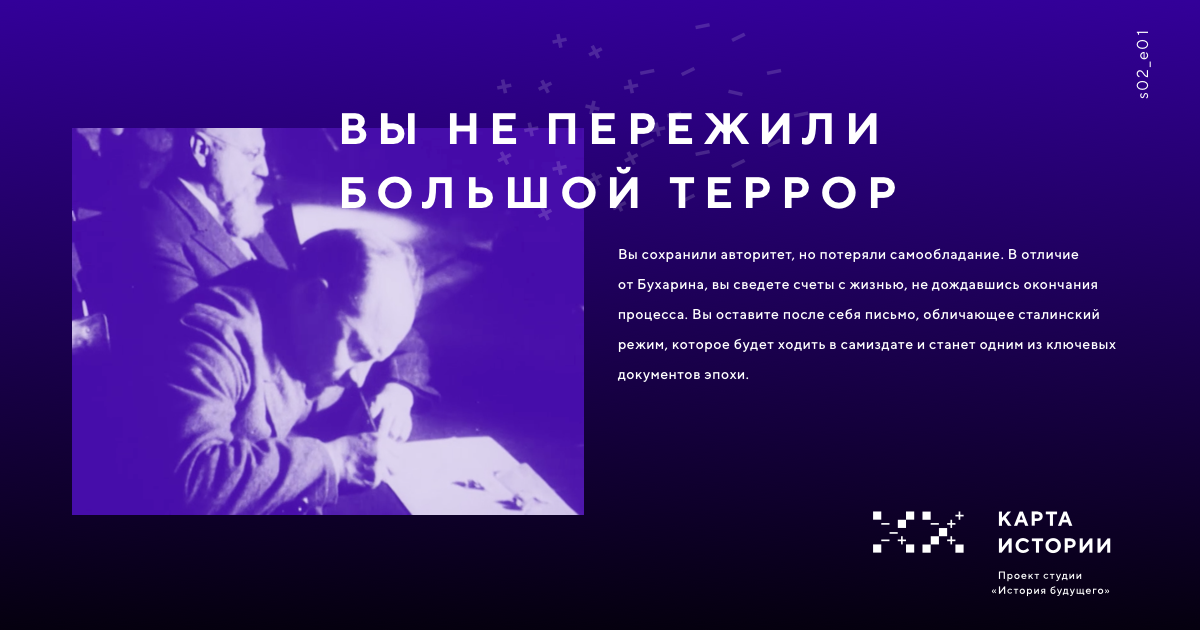 s02_e01
ВЫ НЕ ПЕРЕЖИЛИ
БОЛЬШОЙ ТЕРРОР
Вы сохранили авторитет, но потеряли самообладание. В отличие
от Бухарина, вы сведете счеты с жизнью, не дождавшись окончания
процесса. Вы оставите после себя письмо, обличающее сталинский
режим, которое будет ходить в самиздате и станет одним из ключевых
документов эпохи.
КАРТА
ИСТОРИИ
Проект студии
«История будущего»